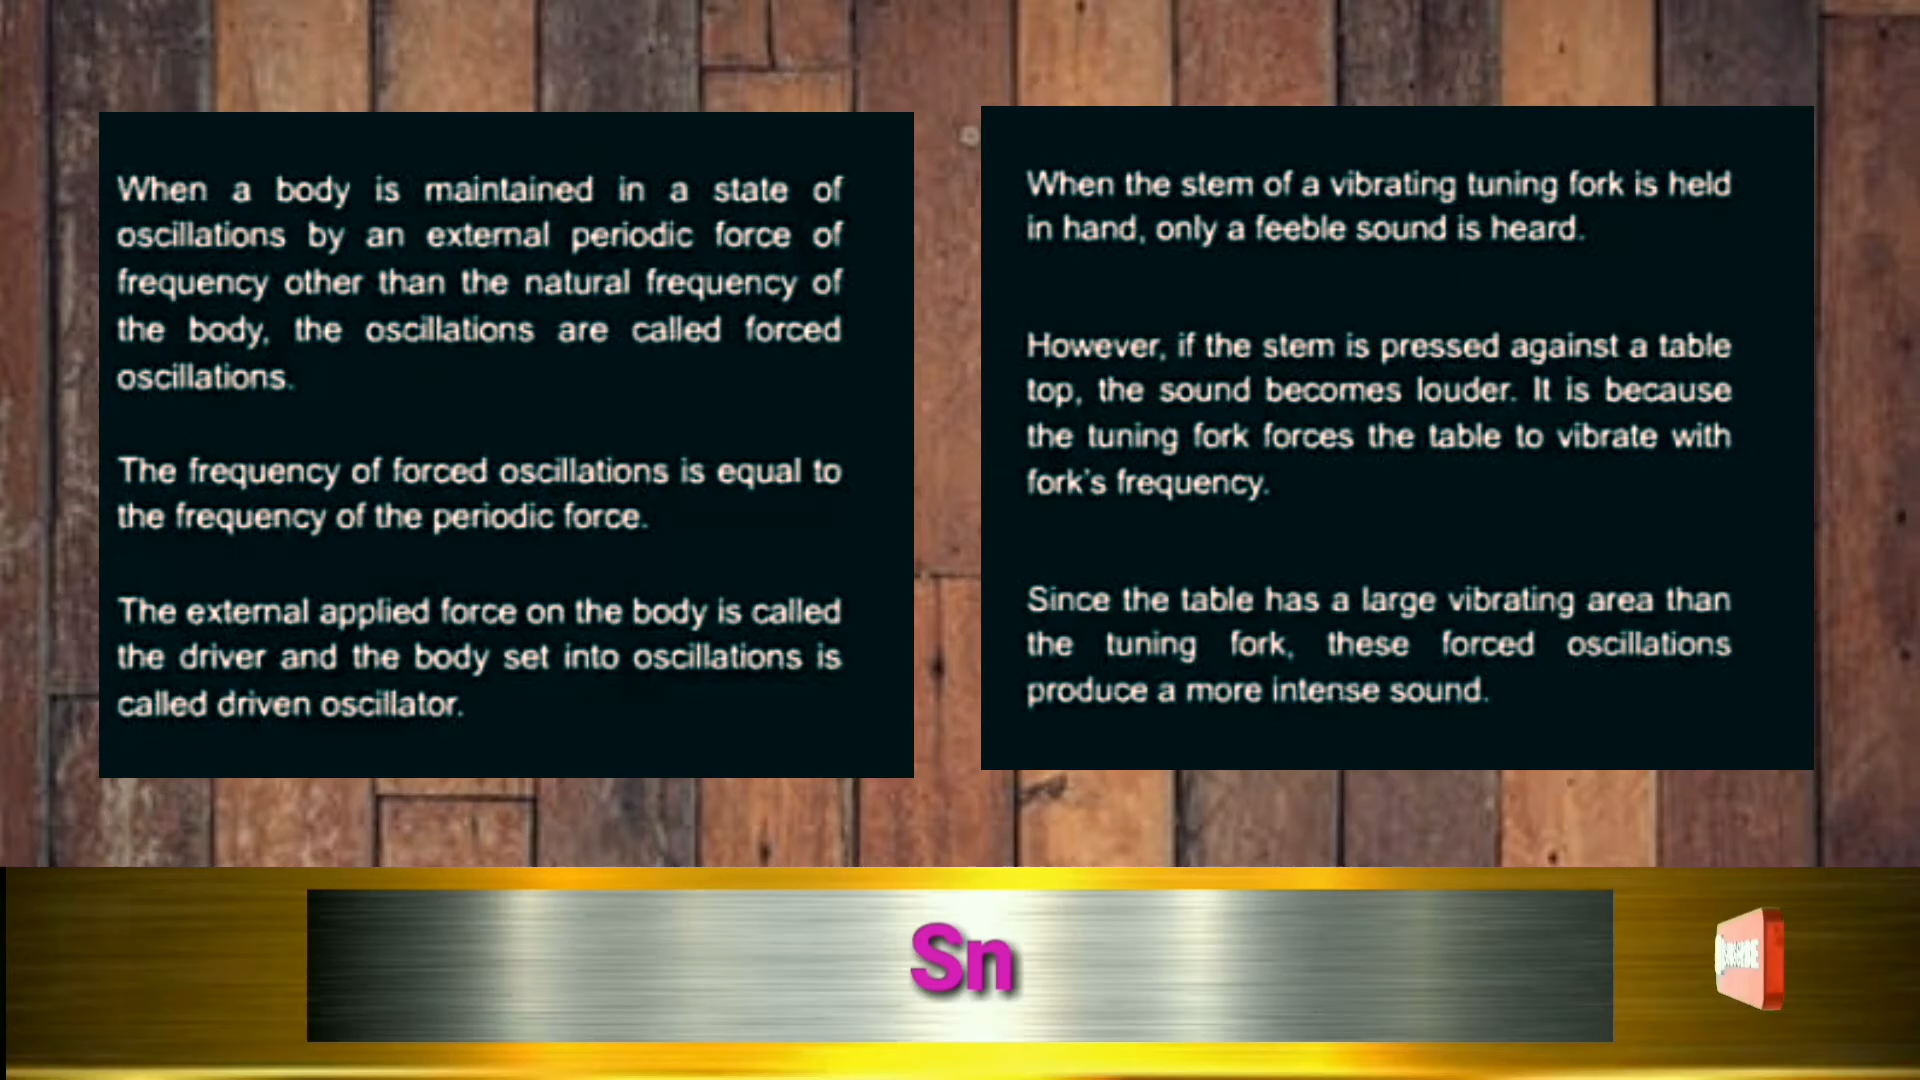 When a body is maintained in a state of
oscillations by an external periodic force of
frequency other than the natural frequency of
the body, the oscillations are called forced
oscillations.
The frequency of forced oscillations is equal to
the frequency of the periodic force.
The external applied force on the body is called
the driver and the body set into oscillations is
called driven oscillator.
When the stem of a vibrating tuning fork is held
in hand, only a feeble sound is heard.
However, if the stem is pressed against a table
top, the sound becomes louder. It is because
the tuning fork forces the table to vibrate with
fork's frequency.
Since the table has a large vibrating area than
the tuning fork, these forced oscillations
produce a more intense sound.
Sn